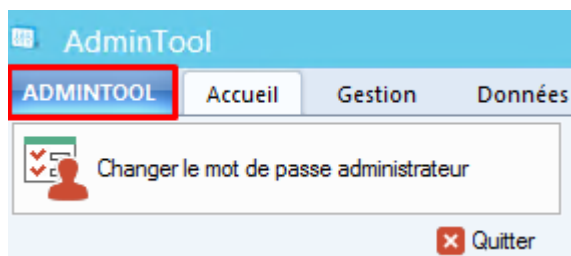 AdminTool
ADMINTOOL Accueil Gestion Données
Changer le mot de passe administrateur
Quitter